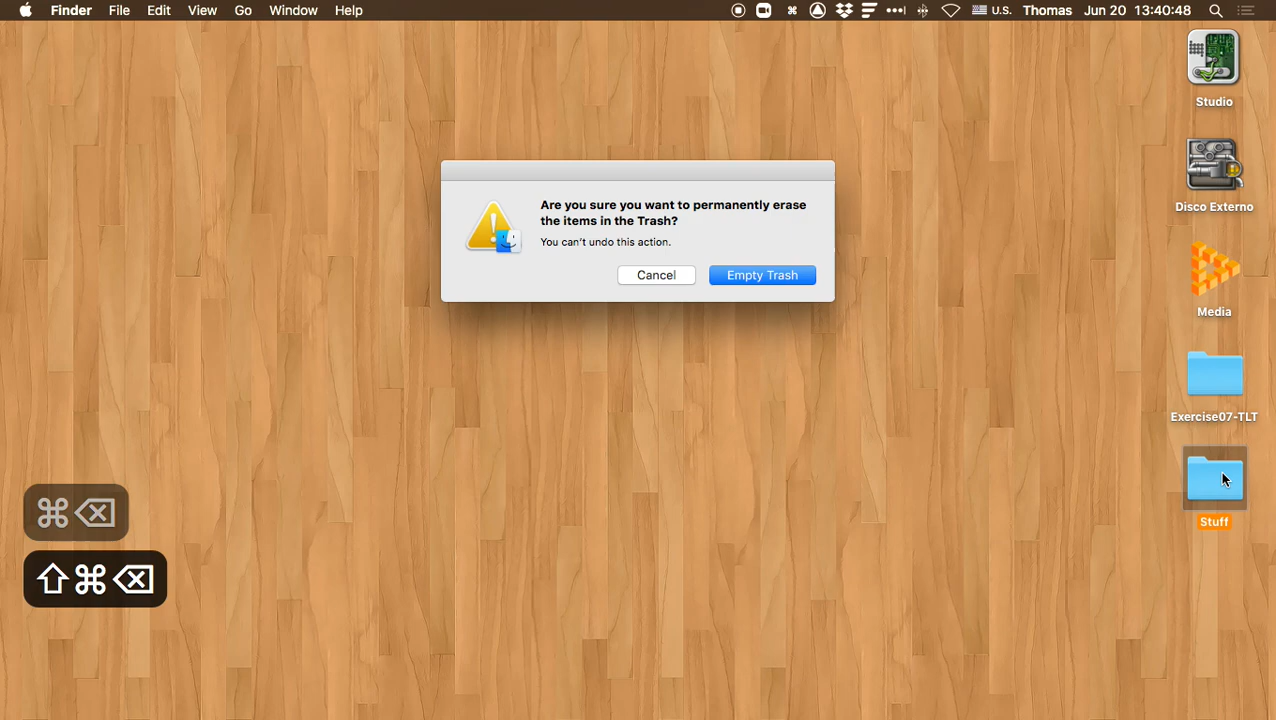 Finder File Edit View Go Window Help U.S. Thomas Jun 20 13:40:48
Studio
Disco Externo
Media
Exercise07-TLT
Stuff
Are you sure you want to permanently erase
the items in the Trash?
You can't undo this action.
Cancel Empty Trash
⌘⌫
⇧⌘⌫